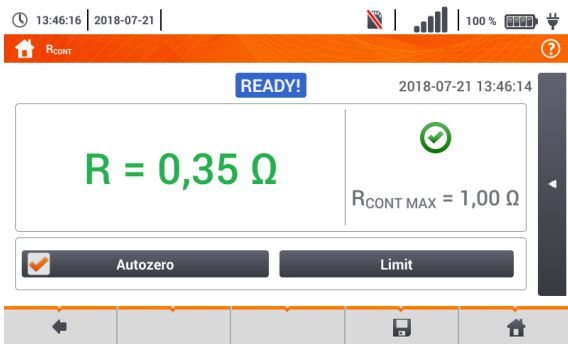 13:46:16 2018-07-21 100 %
RCONT ?
READY! 2018-07-21 13:46:14
R = 0,35 Ω
RCONT MAX = 1,00 Ω
Autozero Limit